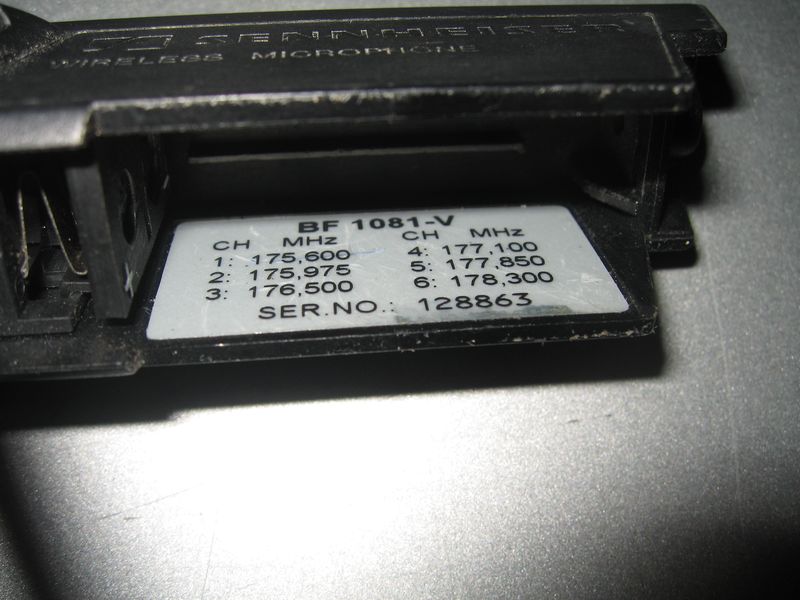 SENNHEISER
WIRELESS MICROPHONE
BF 1081-V
CH MHz CH MHz
1: 175,600 4: 177,100
2: 175,975 5: 177,850
3: 176,500 6: 178,300
SER.NO.: 128863